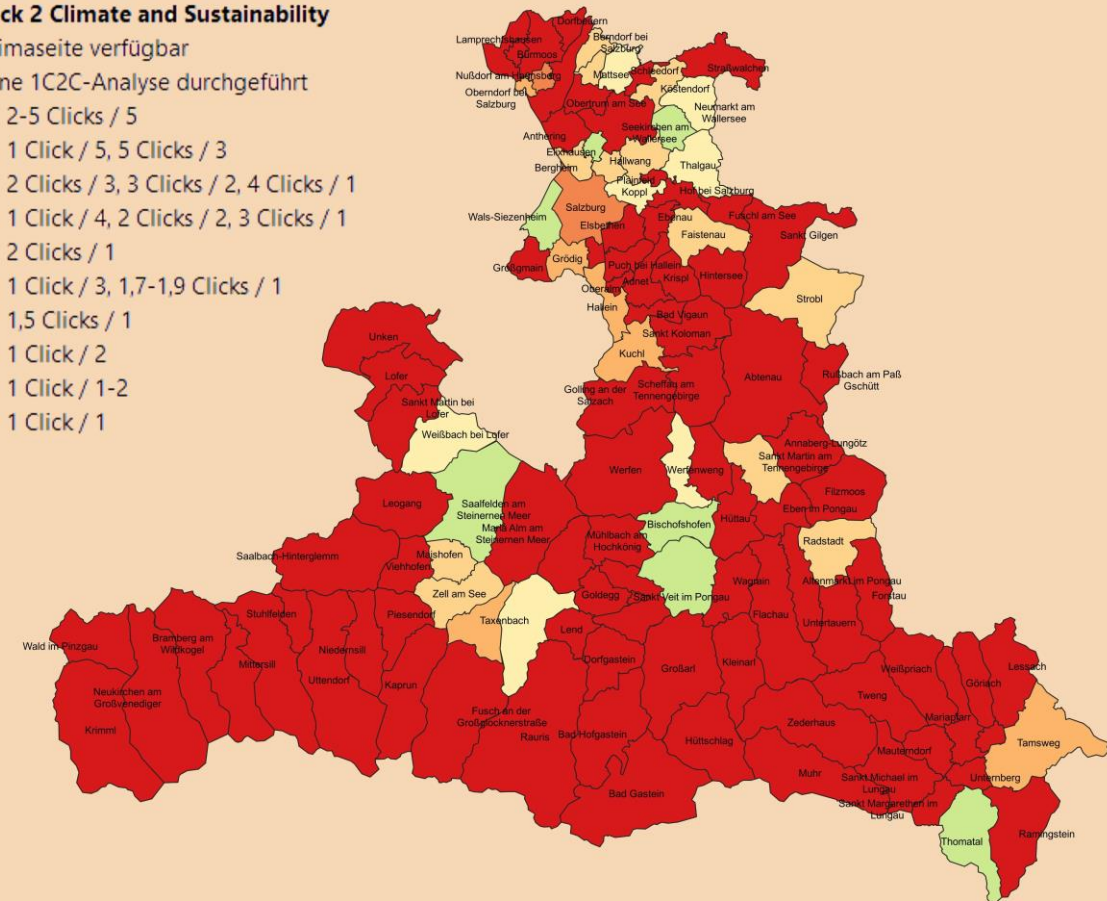 ck 2 Climate and Sustainability
imaseite verfügbar
ne 1C2C-Analyse durchgeführt
2-5 Clicks / 5
1 Click / 5, 5 Clicks / 3
2 Clicks / 3, 3 Clicks / 2, 4 Clicks / 1
1 Click / 4, 2 Clicks / 2, 3 Clicks / 1
2 Clicks / 1
1 Click / 3, 1,7-1,9 Clicks / 1
1,5 Clicks / 1
1 Click / 2
1 Click / 1-2
1 Click / 1
Dorfbeuern
Lamprechtshausen
Bürmoos
Berndorf bei
Salzburg
Nußdorf am Haunsberg
Mattsee
Schleedorf
Straßwalchen
Oberndorf bei
Salzburg
Obertrum am See
Köstendorf
Neumarkt am
Wallersee
Anthering
Seekirchen am
Wallersee
Elixhausen
Bergheim
Hallwang
Thalgau
Plainfeld
Koppl
Hof bei Salzburg
Wals-Siezenheim
Salzburg
Elsbethen
Ebenau
Fuschl am See
Faistenau
Sankt Gilgen
Großgmain
Grödig
Puch bei Hallein
Oberalm
Adnet
Krispl
Hintersee
Strobl
Hallein
Bad Vigaun
Sankt Koloman
Kuchl
Unken
Lofer
Sankt Martin bei
Lofer
Weißbach bei Lofer
Golling an der
Salzach
Scheffau am
Tennengebirge
Abtenau
Rußbach am Paß
Gschütt
Annaberg-Lungötz
Sankt Martin am
Tennengebirge
Werfen
Werfenweng
Filzmoos
Eben im Pongau
Leogang
Saalfelden am
Steinernen Meer
Maria Alm am
Steinernen Meer
Bischofshofen
Hüttau
Mühlbach am
Hochkönig
Radstadt
Saalbach-Hinterglemm
Maishofen
Viehhofen
Zell am See
Goldegg
Sankt Veit im Pongau
Wagrain
Altenmarkt im Pongau
Forstau
Stuhlfelden
Piesendorf
Taxenbach
Lend
Flachau
Untertauern
Wald im Pinzgau
Bramberg am
Wildkogel
Mittersill
Niedernsill
Uttendorf
Kaprun
Dorfgastein
Großarl
Kleinarl
Weißpriach
Göriach
Lessach
Neukirchen am
Großvenediger
Krimml
Fusch an der
Großglocknerstraße
Rauris
Bad Hofgastein
Hüttschlag
Tweng
Zederhaus
Mariapfarr
Mauterndorf
Tamsweg
Muhr
Sankt Michael im
Lungau
Unternberg
Bad Gastein
Sankt Margarethen im
Lungau
Thomatal
Ramingstein